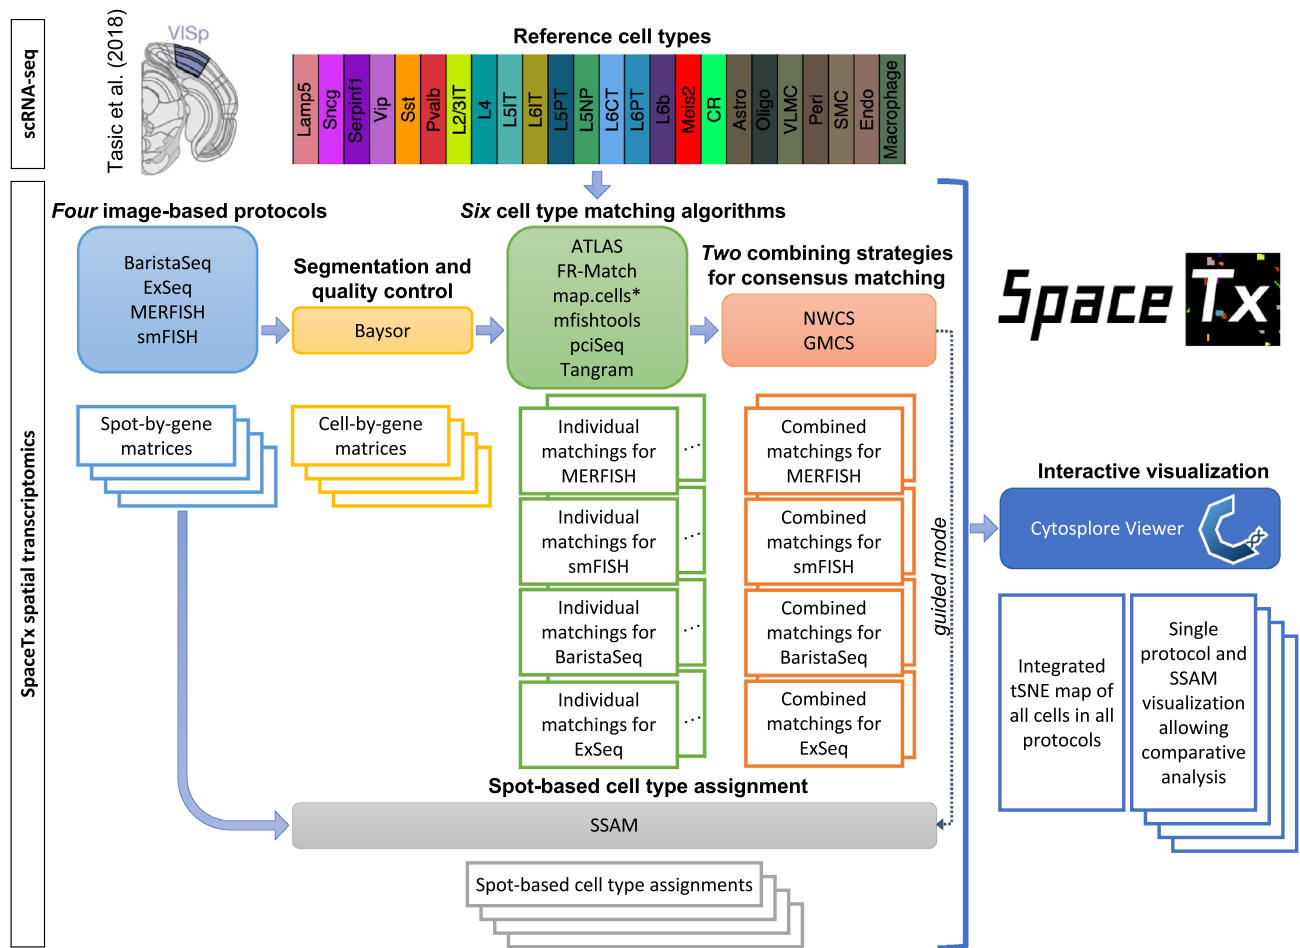 scRNA-seq
Tasic et al. (2018)
VISp
Reference cell types
Lamp5
Sncg
Serpinf1
Vip
Sst
Pvalb
L2/3IT
L4
L5IT
L6IT
L5PT
L5NP
L6CT
L6PT
L6b
Meis2
CR
Astro
Oligo
VLMC
Peri
SMC
Endo
Macrophage
SpaceTx spatial transcriptomics
Four image-based protocols
BaristaSeq
ExSeq
MERFISH
smFISH
Segmentation and
quality control
Baysor
Six cell type matching algorithms
ATLAS
FR-Match
map.cells*
mfishtools
pciSeq
Tangram
Two combining strategies
for consensus matching
NWCS
GMCS
Spot-by-gene
matrices
Cell-by-gene
matrices
Individual
matchings for
MERFISH
...
Individual
matchings for
smFISH
...
Individual
matchings for
BaristaSeq
...
Individual
matchings for
ExSeq
...
Combined
matchings for
MERFISH
Combined
matchings for
smFISH
Combined
matchings for
BaristaSeq
Combined
matchings for
ExSeq
guided mode
Spot-based cell type assignment
SSAM
Spot-based cell type assignments
Space Tx
Interactive visualization
Cytosplore Viewer
Integrated
tSNE map of
all cells in all
protocols
Single
protocol and
SSAM
visualization
allowing
comparative
analysis